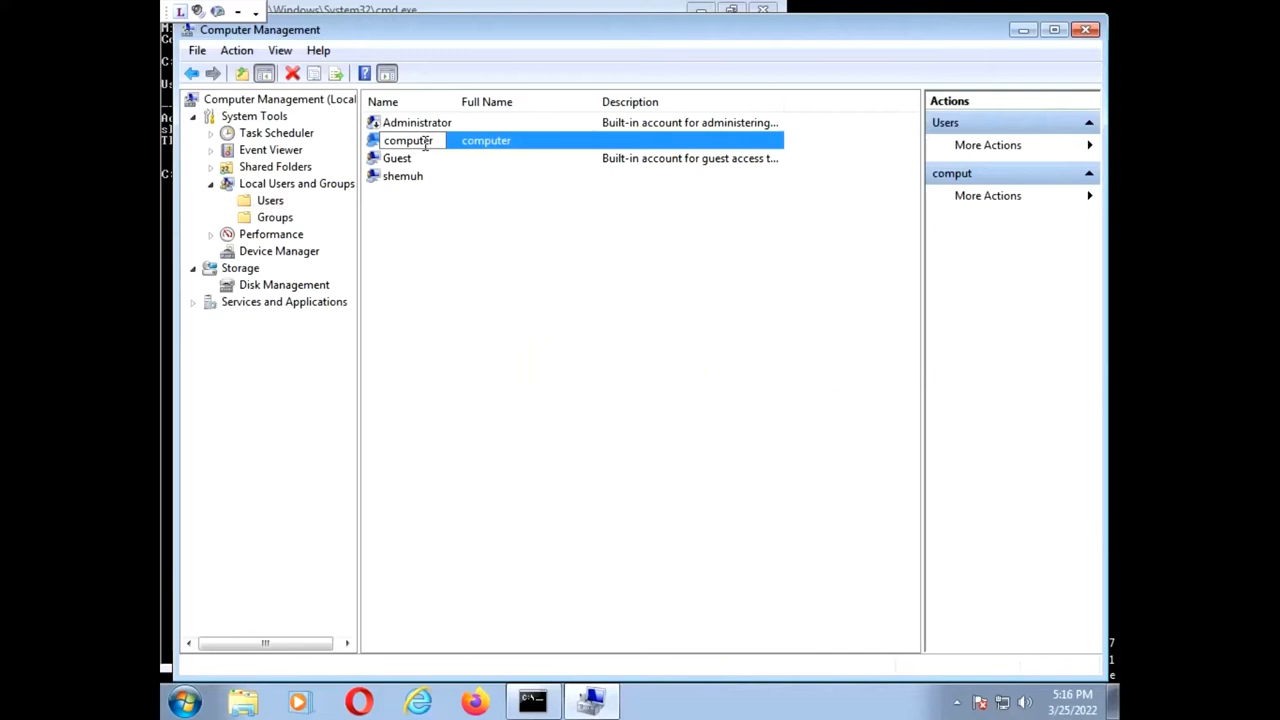 \Windows\System32\cmd.exe
Computer Management
File Action View Help
Computer Management (Local
System Tools
Task Scheduler
Event Viewer
Shared Folders
Local Users and Groups
Users
Groups
Performance
Device Manager
Storage
Disk Management
Services and Applications
Name Full Name Description
Administrator Built-in account for administering...
computer computer
Guest Built-in account for guest access t...
shemuh
Actions
Users
More Actions
comput
More Actions
5:16 PM
3/25/2022